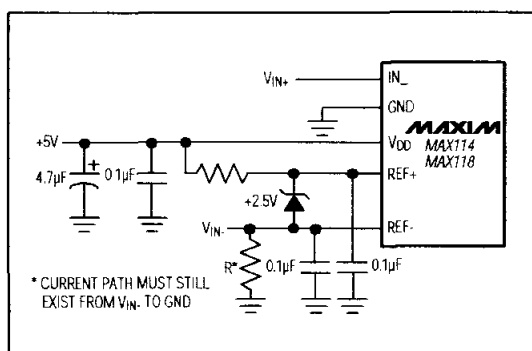 VIN+
IN_
GND
MAXIM
MAX114
MAX118
+5V
VDD
4.7µF
+
0.1µF
REF+
+2.5V
VIN-
REF-
R*
0.1µF
0.1µF
* CURRENT PATH MUST STILL
EXIST FROM VIN- TO GND